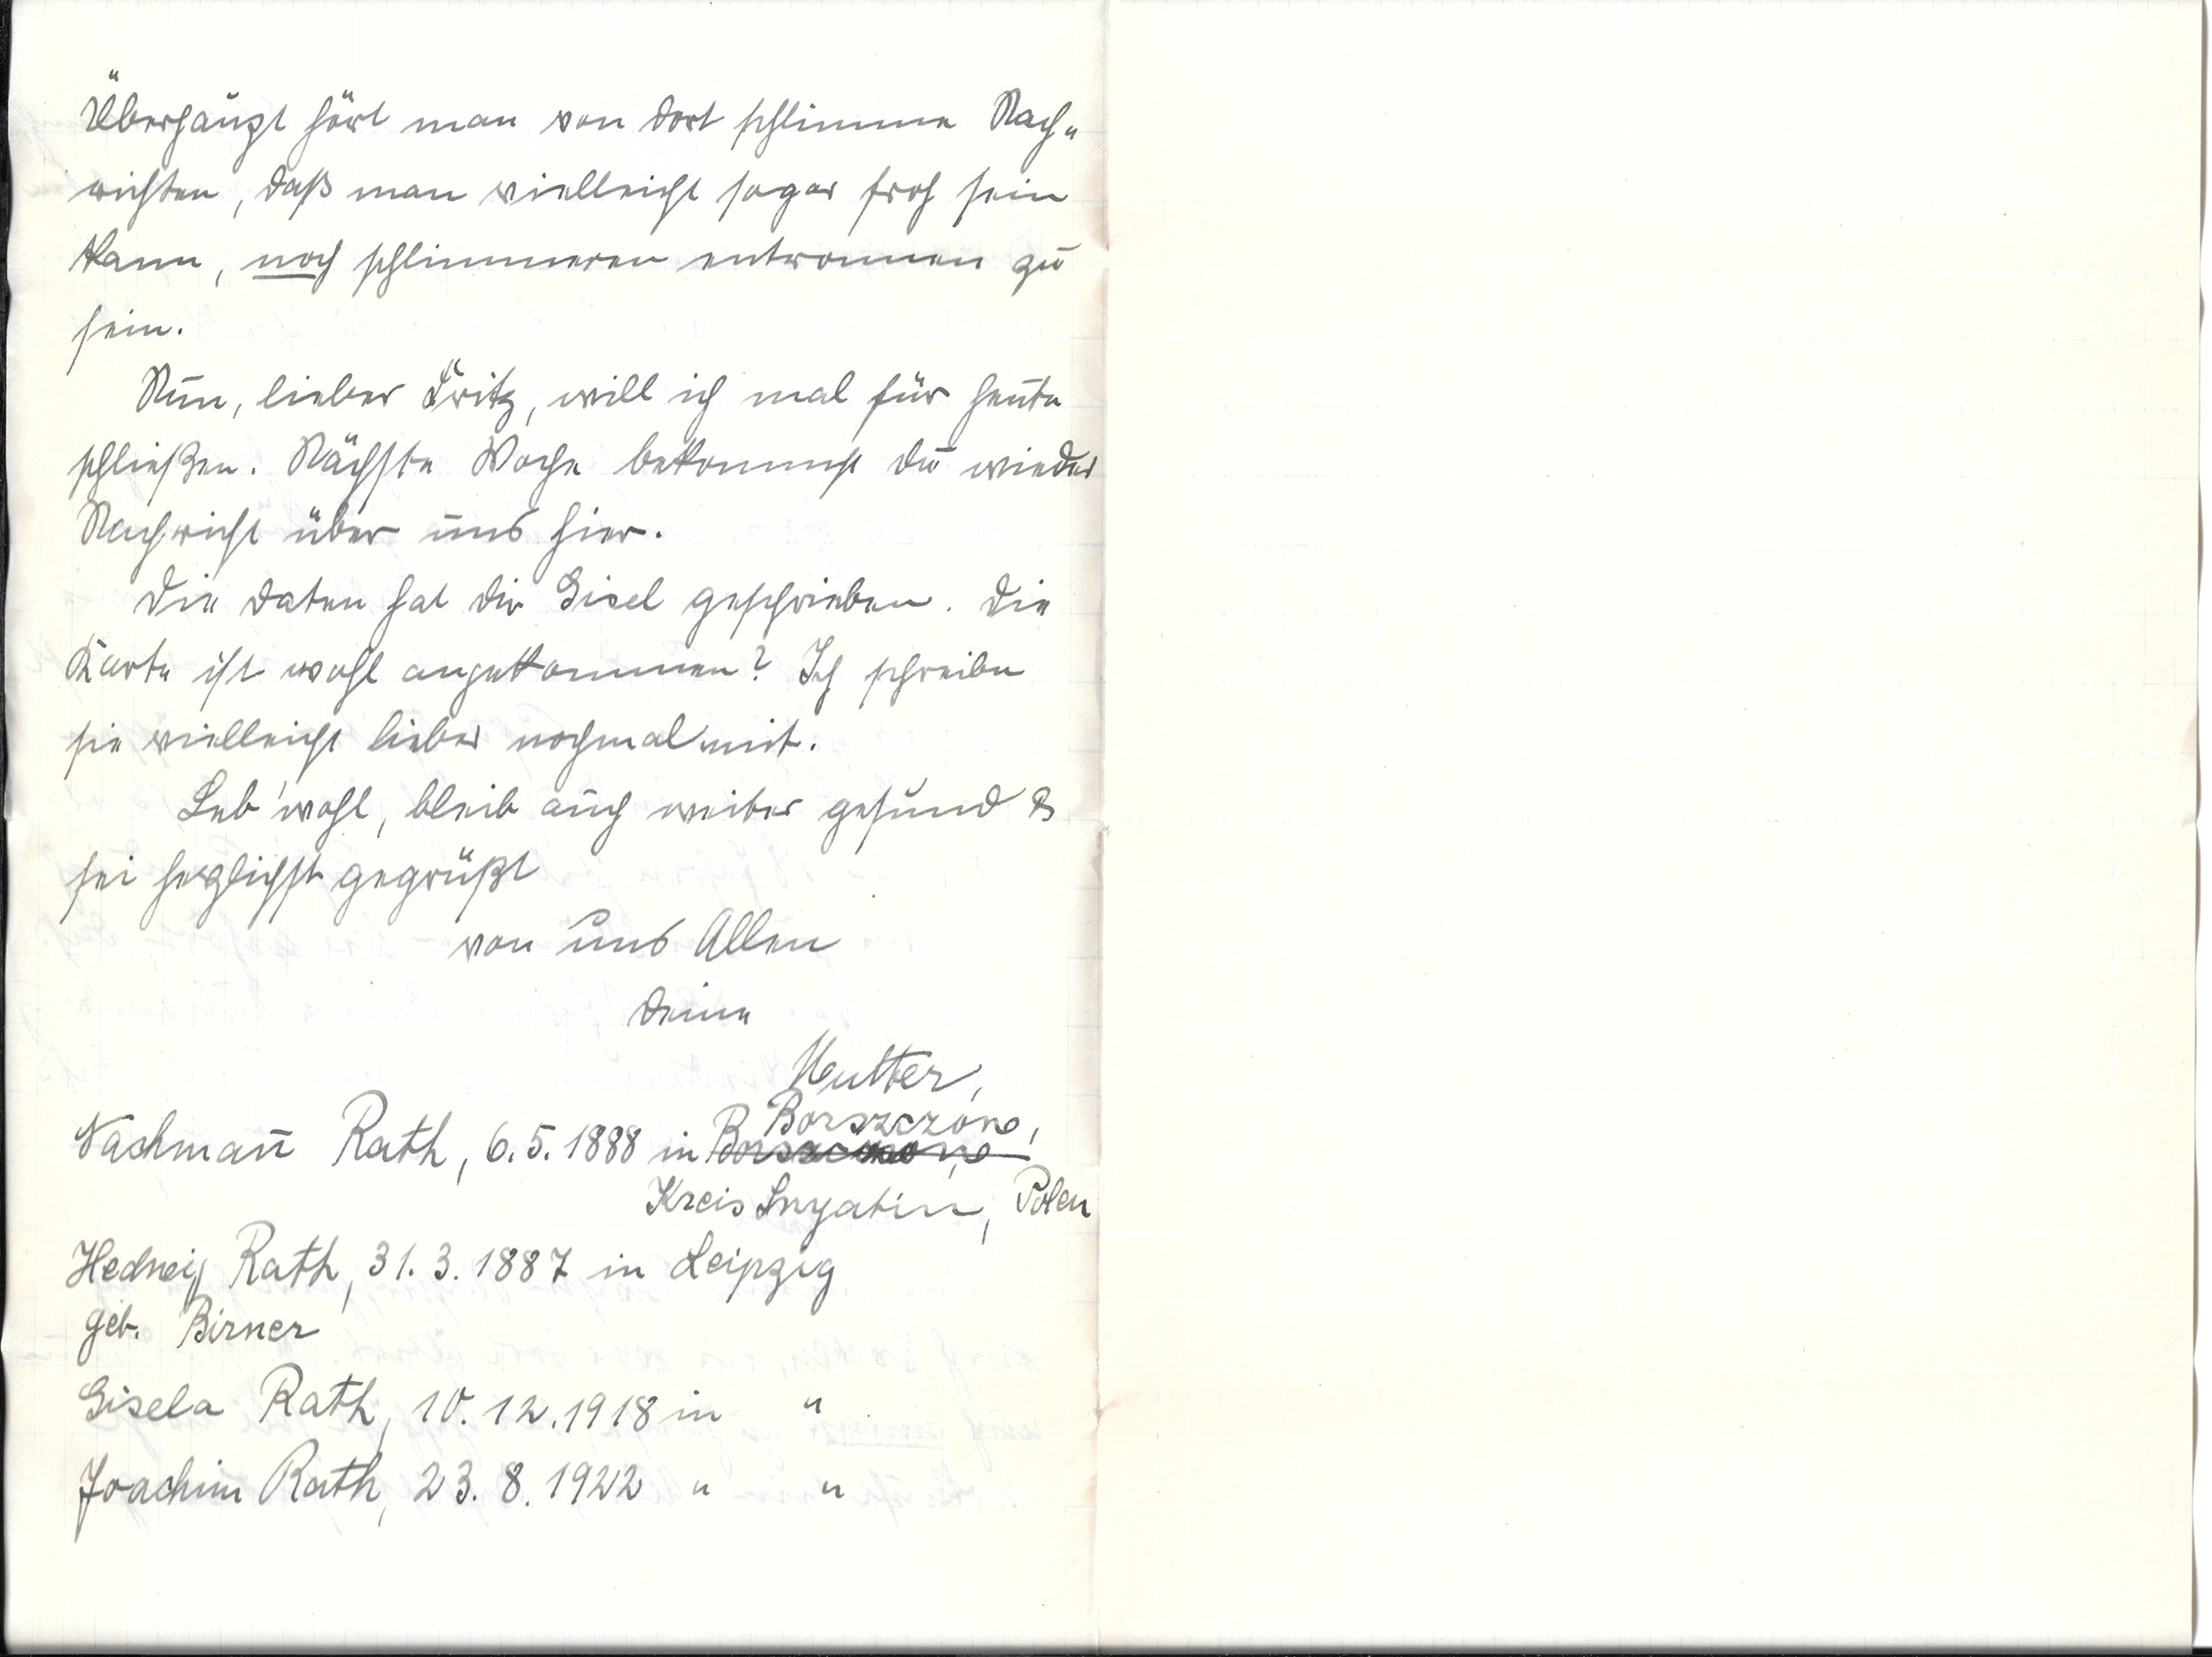 Überhaupt hört man von dort schlimme Nach-
richten, daß man vielleicht sogar froh sein
kann, noch schlimmeren entronnen zu
sein.
Nun, lieber Fritz, will ich mal für heute
schließen. Nächste Woche bekommst du wieder
Nachricht über uns hier.
Die Daten hat dir Gisel geschrieben. Die
Karte ist wohl angekommen? Ich schreibe
sie vielleicht lieber nochmal mit.
Leb' wohl, bleib auch weiter gesund &
sei herzlichst gegrüßt
von uns Allen
Deine
Mutter,
Borszczóne,
Nachman̄ Rath, 6.5.1888 in
Kreis Snyatin, Polen
Hedwig Rath, 31.3.1887 in Leipzig
geb. Birner
Gisela Rath, 10.12.1918 in "
Joachim Rath, 23.8.1922 " "